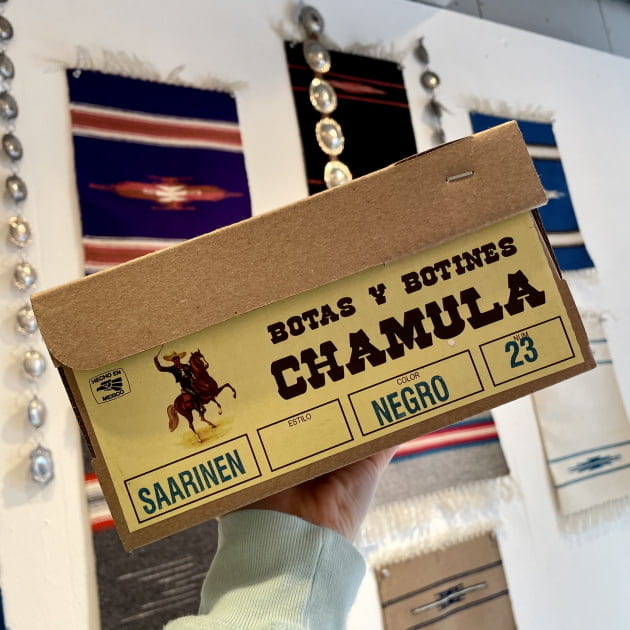 BOTAS Y BOTINES
CHAMULA
HECHO EN
MEXICO
SAARINEN
ESTILO
COLOR
NEGRO
NUM
23